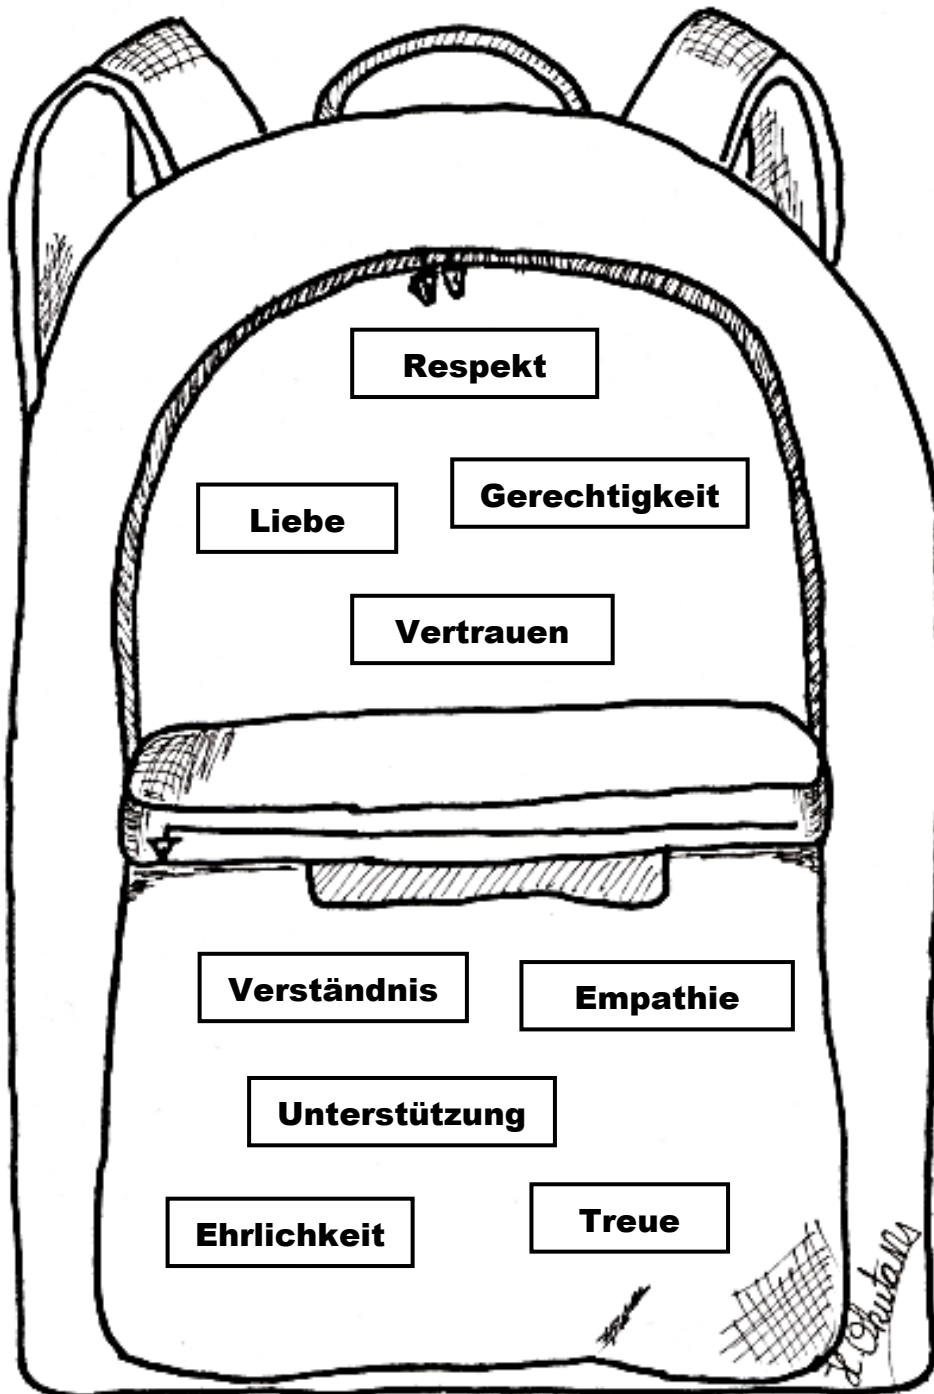 Respekt
Gerechtigkeit
Liebe
Vertrauen
Verständnis
Empathie
Unterstützung
Ehrlichkeit
Treue